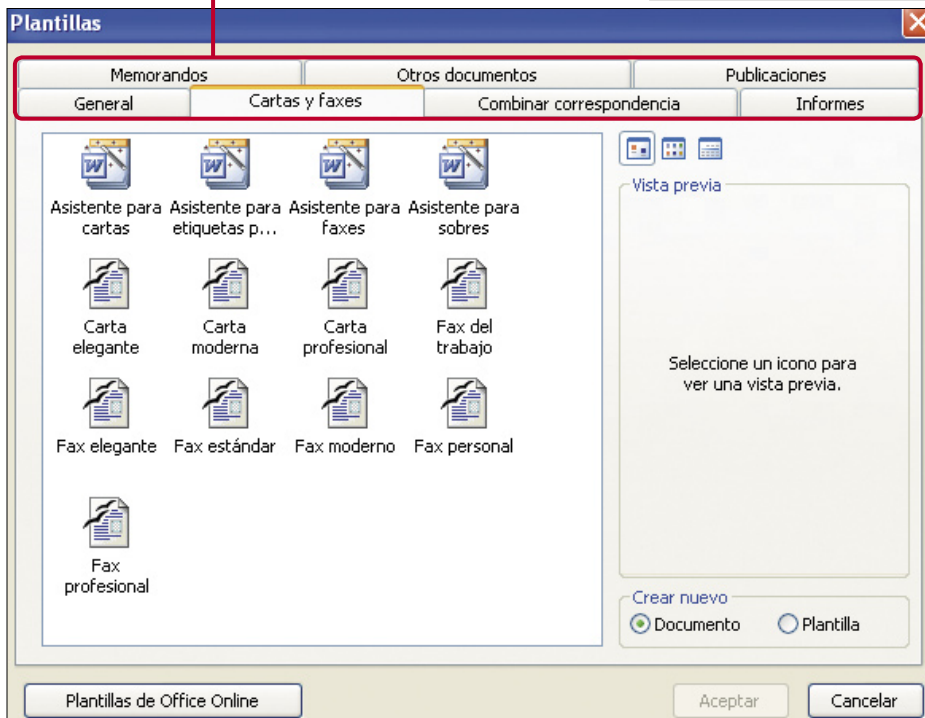 Plantillas
Memorandos Otros documentos Publicaciones
General Cartas y faxes Combinar correspondencia Informes
Asistente para cartas
Asistente para etiquetas p...
Asistente para faxes
Asistente para sobres
Carta elegante
Carta moderna
Carta profesional
Fax del trabajo
Fax elegante
Fax estándar
Fax moderno
Fax personal
Fax profesional
Vista previa
Seleccione un icono para
ver una vista previa.
Crear nuevo
Documento Plantilla
Plantillas de Office Online
Aceptar
Cancelar